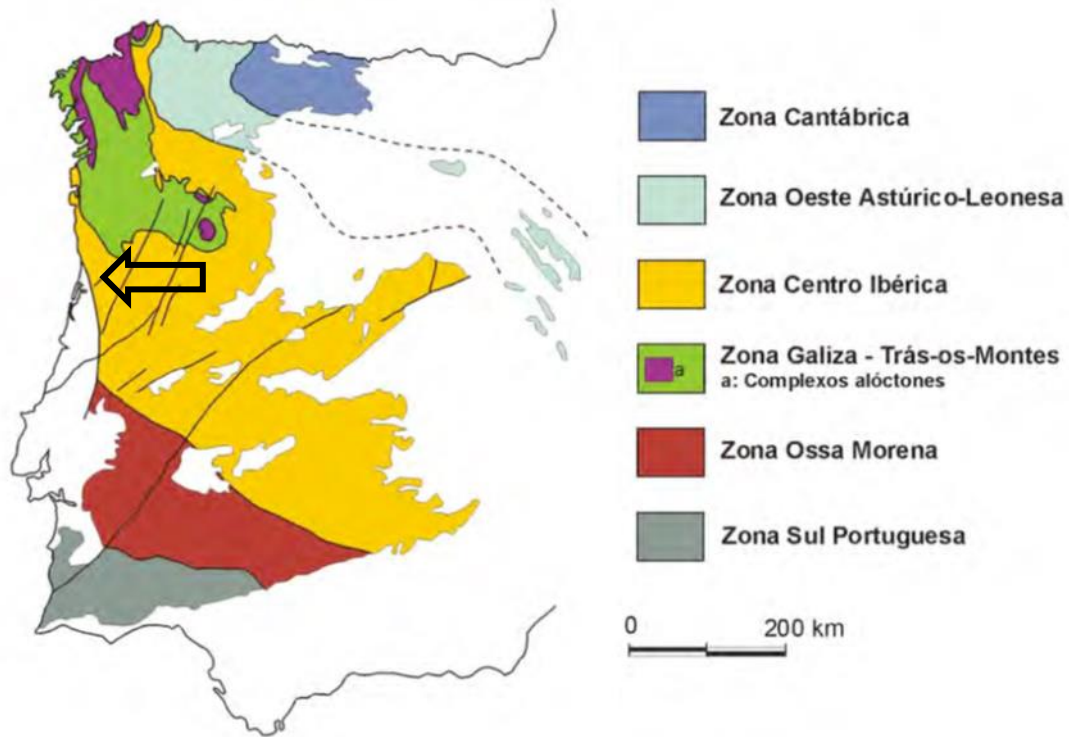 Zona Cantábrica
Zona Oeste Astúrico-Leonesa
Zona Centro Ibérica
a
Zona Galiza - Trás-os-Montes
a: Complexos alóctones
Zona Ossa Morena
Zona Sul Portuguesa
0 200 km